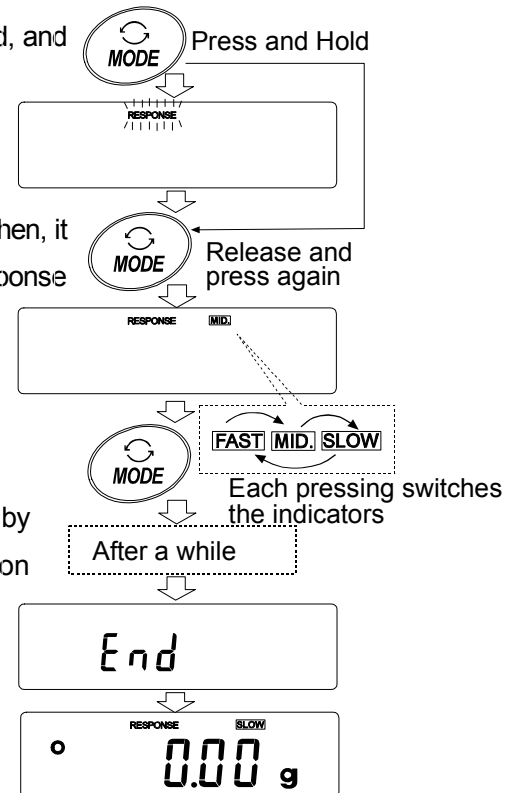 d, and
MODE
Press and Hold
RESPONSE
hen, it
MODE
Release and
ponse
press again
RESPONSE MID.
FAST MID. SLOW
MODE
Each pressing switches
by
the indicators
After a while
on
End
RESPONSE SLOW
0.00 g